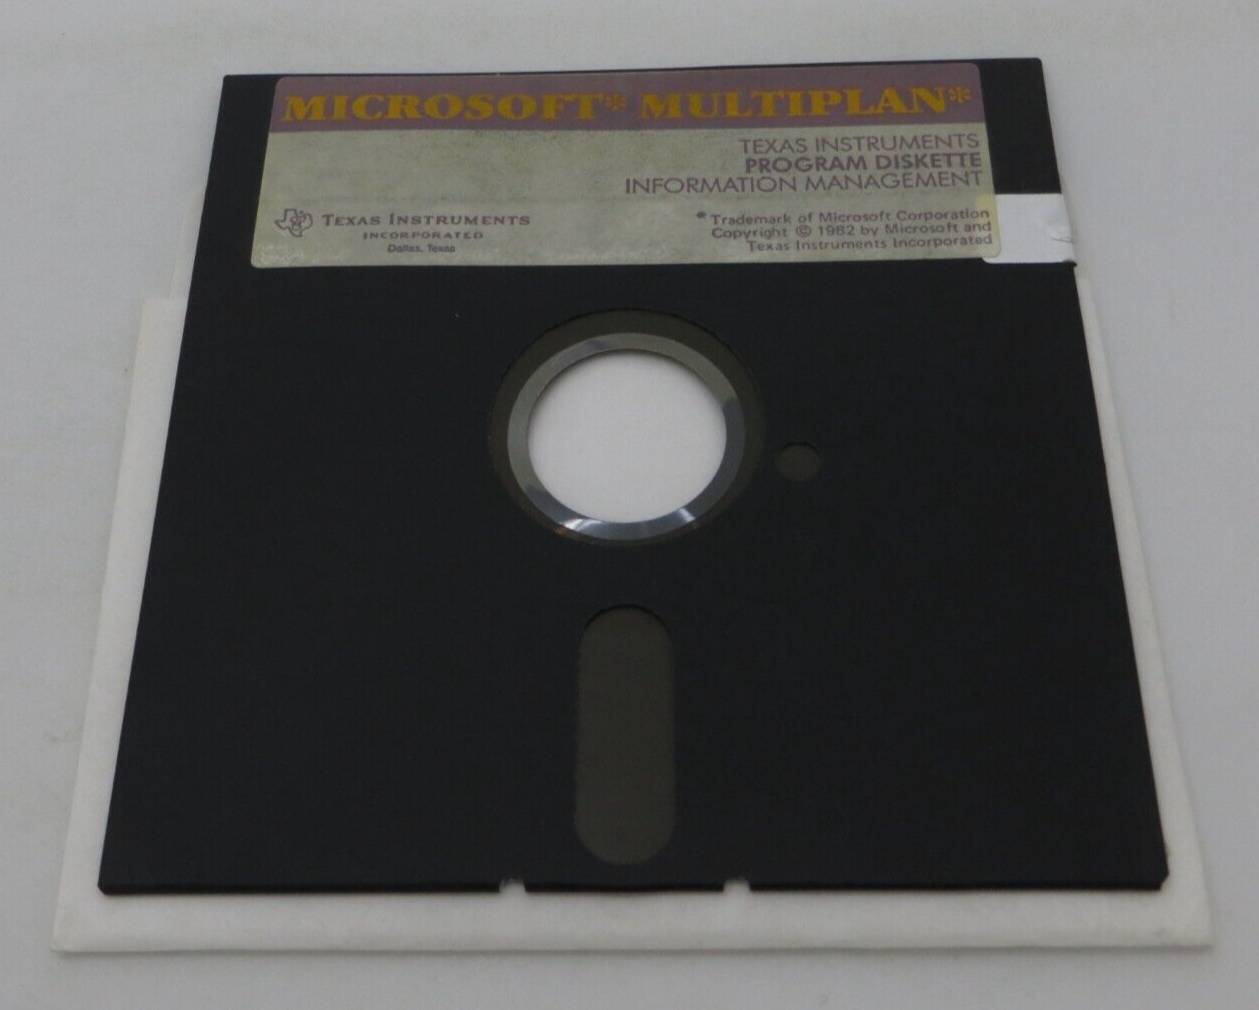 MICROSOFT* MULTIPLAN*
TEXAS INSTRUMENTS
PROGRAM DISKETTE
INFORMATION MANAGEMENT
TEXAS INSTRUMENTS
INCORPORATED
Dallas, Texas
* Trademark of Microsoft Corporation
Copyright © 1982 by Microsoft and
Texas Instruments Incorporated